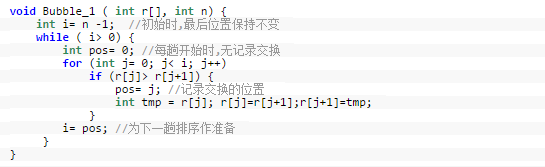 void Bubble_1 ( int r[], int n) {
    int i= n -1;  //初始时,最后位置保持不变
    while ( i> 0) {
        int pos= 0; //每趟开始时,无记录交换
        for (int j= 0; j< i; j++)
            if (r[j]> r[j+1]) {
                pos= j; //记录交换的位置
                int tmp = r[j]; r[j]=r[j+1];r[j+1]=tmp;
            }
        i= pos; //为下一趟排序作准备
     }
}